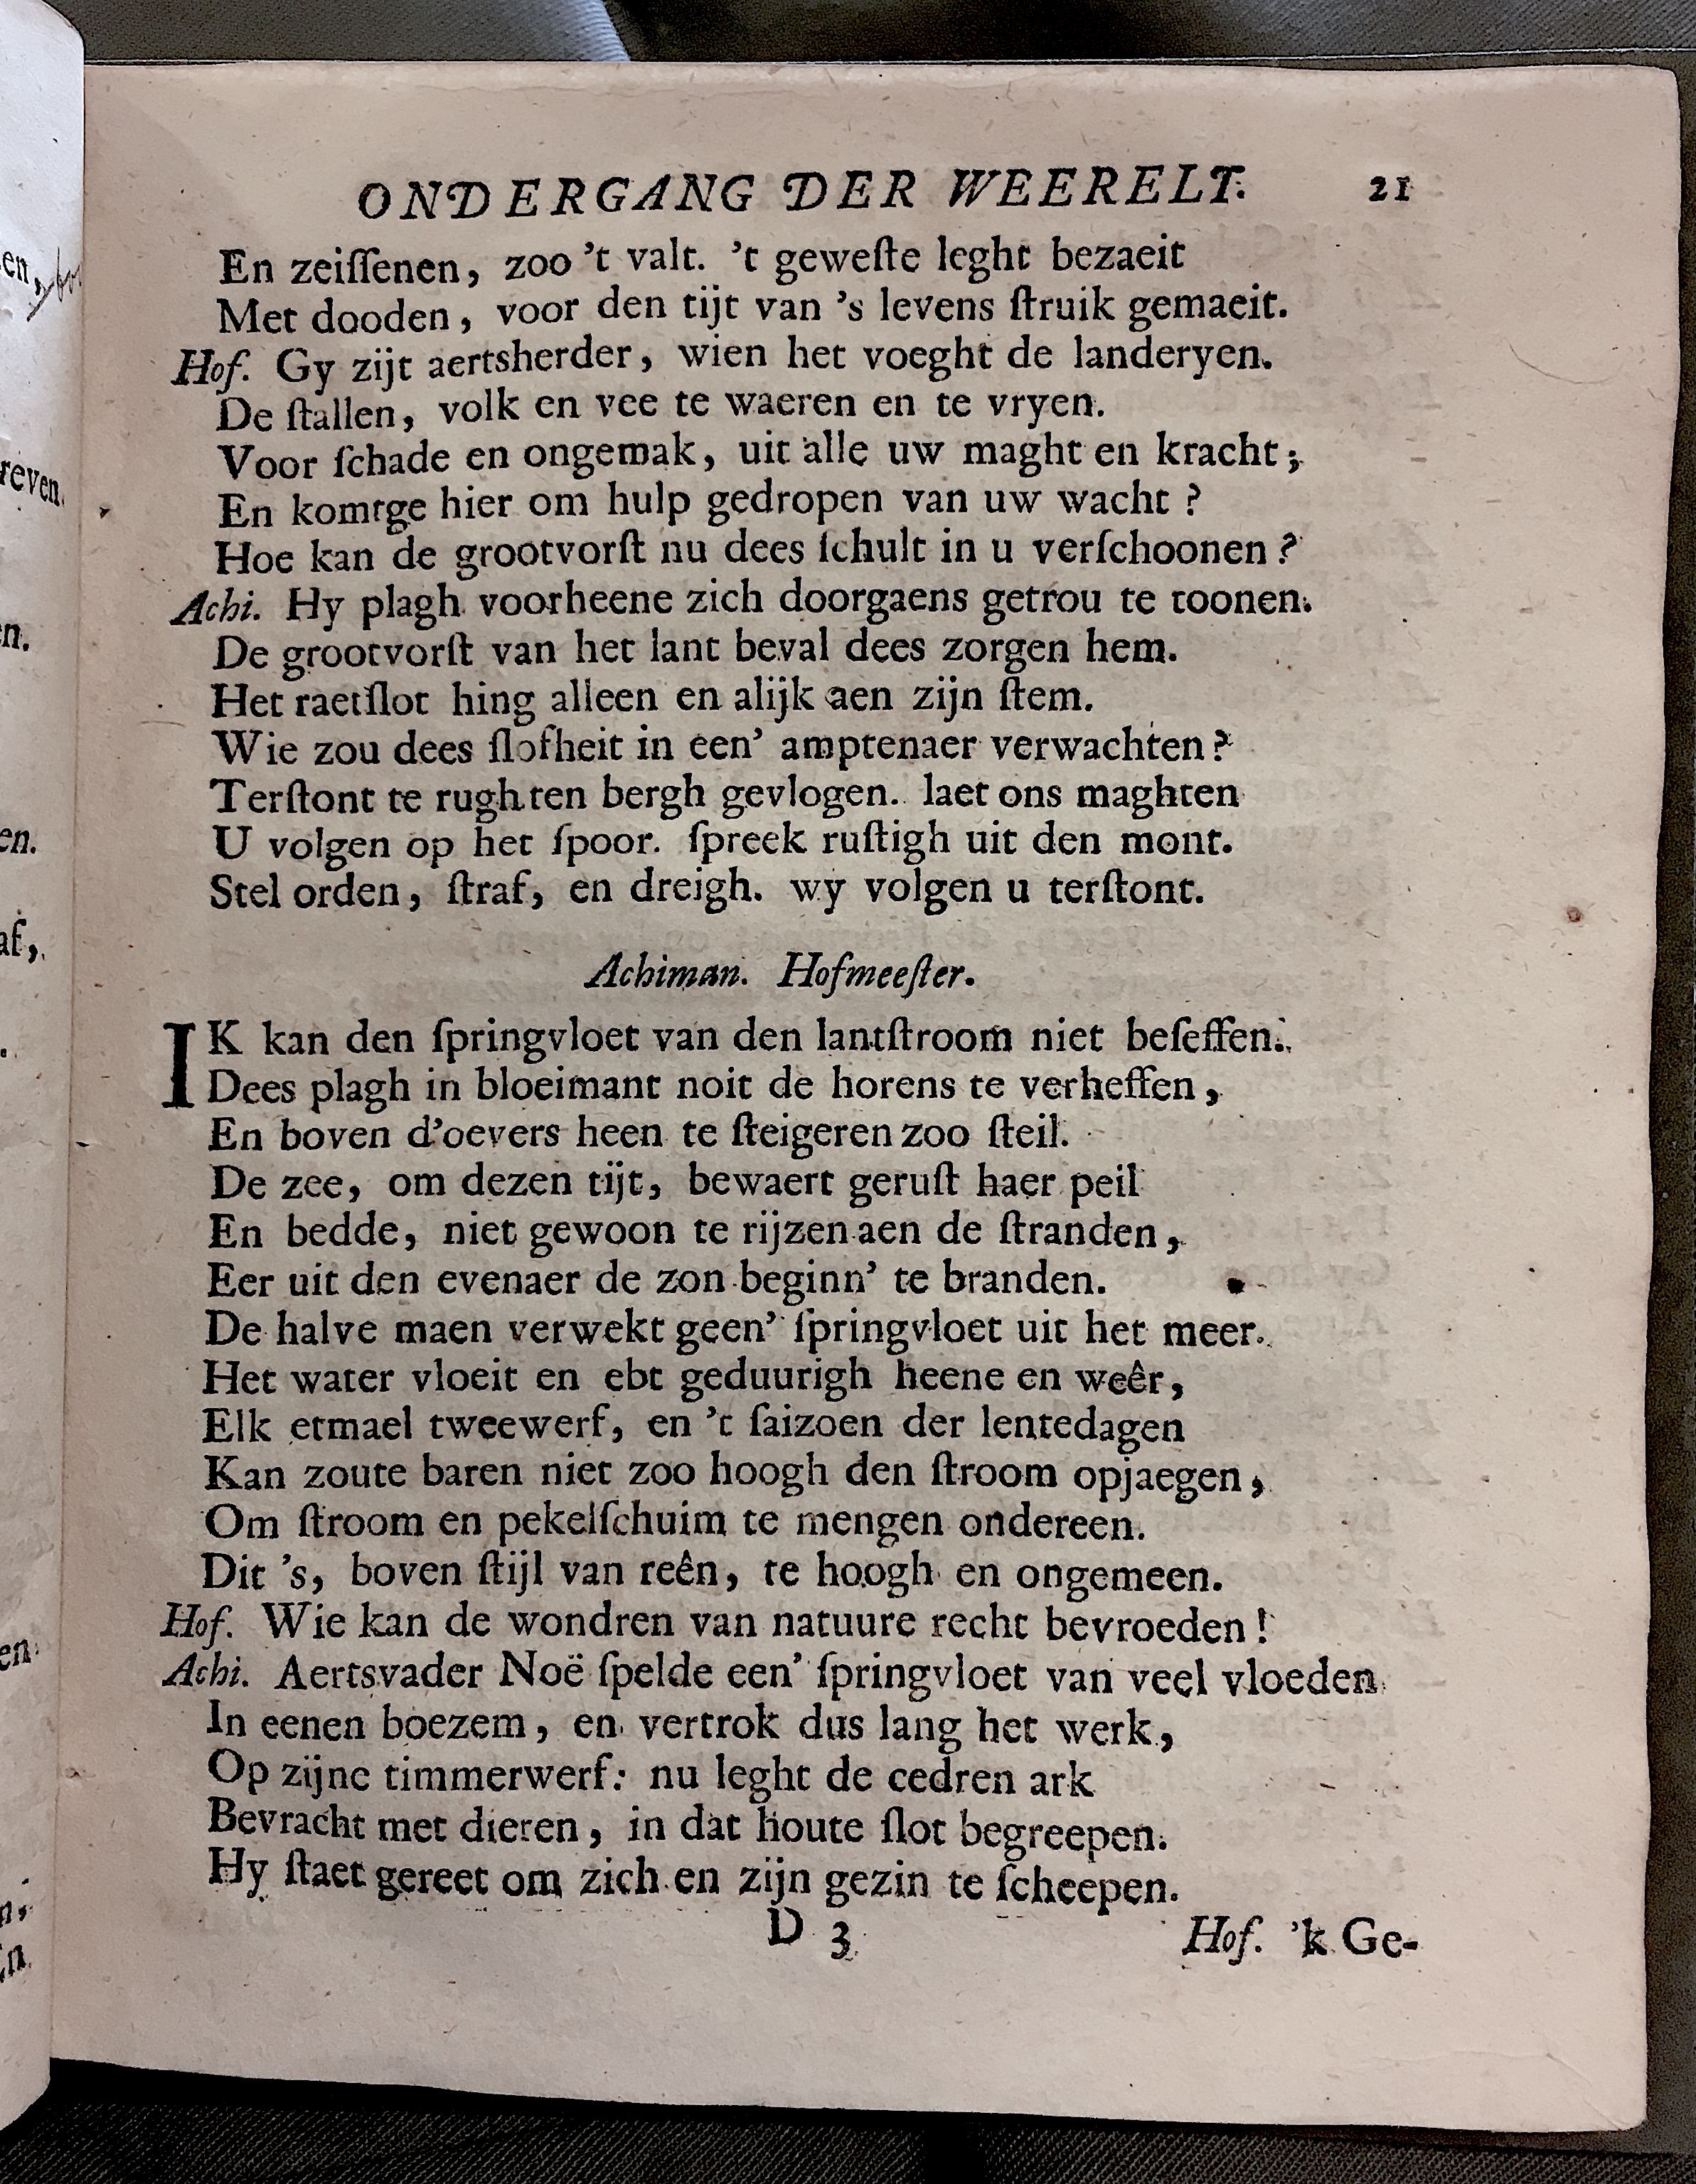 ONDERGANG DER WEERELT. 21
En zeiſſenen, zoo 't valt. 't geweſte leght bezaeit
Met dooden, voor den tijt van 's levens ſtruik gemaeit.
Hof. Gy zijt aertsherder, wien het voeght de landeryen.
De ſtallen, volk en vee te waeren en te vryen.
Voor ſchade en ongemak, uit alle uw maght en kracht;
En komtge hier om hulp gedropen van uw wacht?
Hoe kan de grootvorſt nu dees ſchult in u verſchoonen?
Achi. Hy plagh voorheene zich doorgaens getrou te toonen.
De grootvorſt van het lant beval dees zorgen hem.
Het raetſlot hing alleen en alijk aen zijn ſtem.
Wie zou dees ſlofheit in een' amptenaer verwachten?
Terſtont te rugh ten bergh gevlogen. laet ons maghten
U volgen op het ſpoor. ſpreek ruſtigh uit den mont.
Stel orden, ſtraf, en dreigh. wy volgen u terſtont.
Achiman. Hofmeeſter.
IK kan den ſpringvloet van den lantſtroom niet beſeffen.
Dees plagh in bloeimant noit de horens te verheffen,
En boven d'oevers heen te ſteigeren zoo ſteil.
De zee, om dezen tijt, bewaert geruſt haer peil
En bedde, niet gewoon te rijzen aen de ſtranden,
Eer uit den evenaer de zon beginn' te branden.
De halve maen verwekt geen' ſpringvloet uit het meer.
Het water vloeit en ebt geduurigh heene en weêr,
Elk etmael tweewerf, en 't ſaizoen der lentedagen
Kan zoute baren niet zoo hoogh den ſtroom opjaegen,
Om ſtroom en pekelſchuim te mengen ondereen.
Dit 's, boven ſtijl van reên, te hoogh en ongemeen.
Hof. Wie kan de wondren van natuure recht bevroeden!
Achi. Aertsvader Noë ſpelde een' ſpringvloet van veel vloeden
In eenen boezem, en vertrok dus lang het werk,
Op zijne timmerwerf: nu leght de cedren ark
Bevracht met dieren, in dat houte ſlot begreepen.
Hy ſtaet gereet om zich en zijn gezin te ſcheepen.
D 3 Hof. 'k Ge-